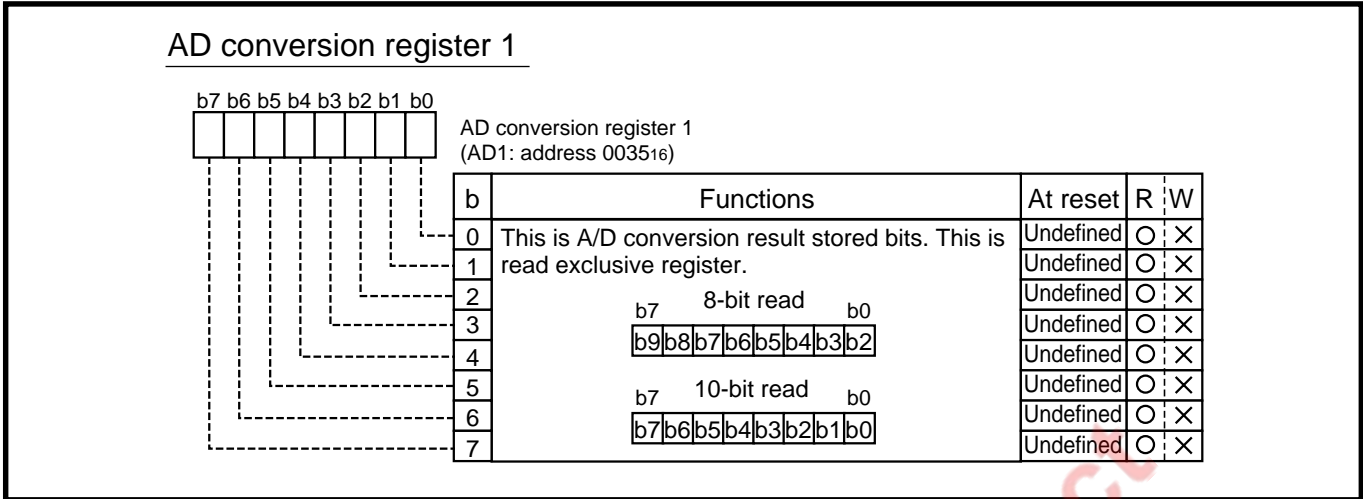 AD conversion register 1
b7 b6 b5 b4 b3 b2 b1 b0
AD conversion register 1
(AD1: address 003516)
b Functions At reset R W
0 This is A/D conversion result stored bits. This is Undefined O X
1 read exclusive register. Undefined O X
2 Undefined O X
b7 8-bit read b0
3 Undefined O X
b9 b8 b7 b6 b5 b4 b3 b2
4 Undefined O X
5 Undefined O X
b7 10-bit read b0
6 Undefined O X
b7 b6 b5 b4 b3 b2 b1 b0
7 Undefined O X
ct